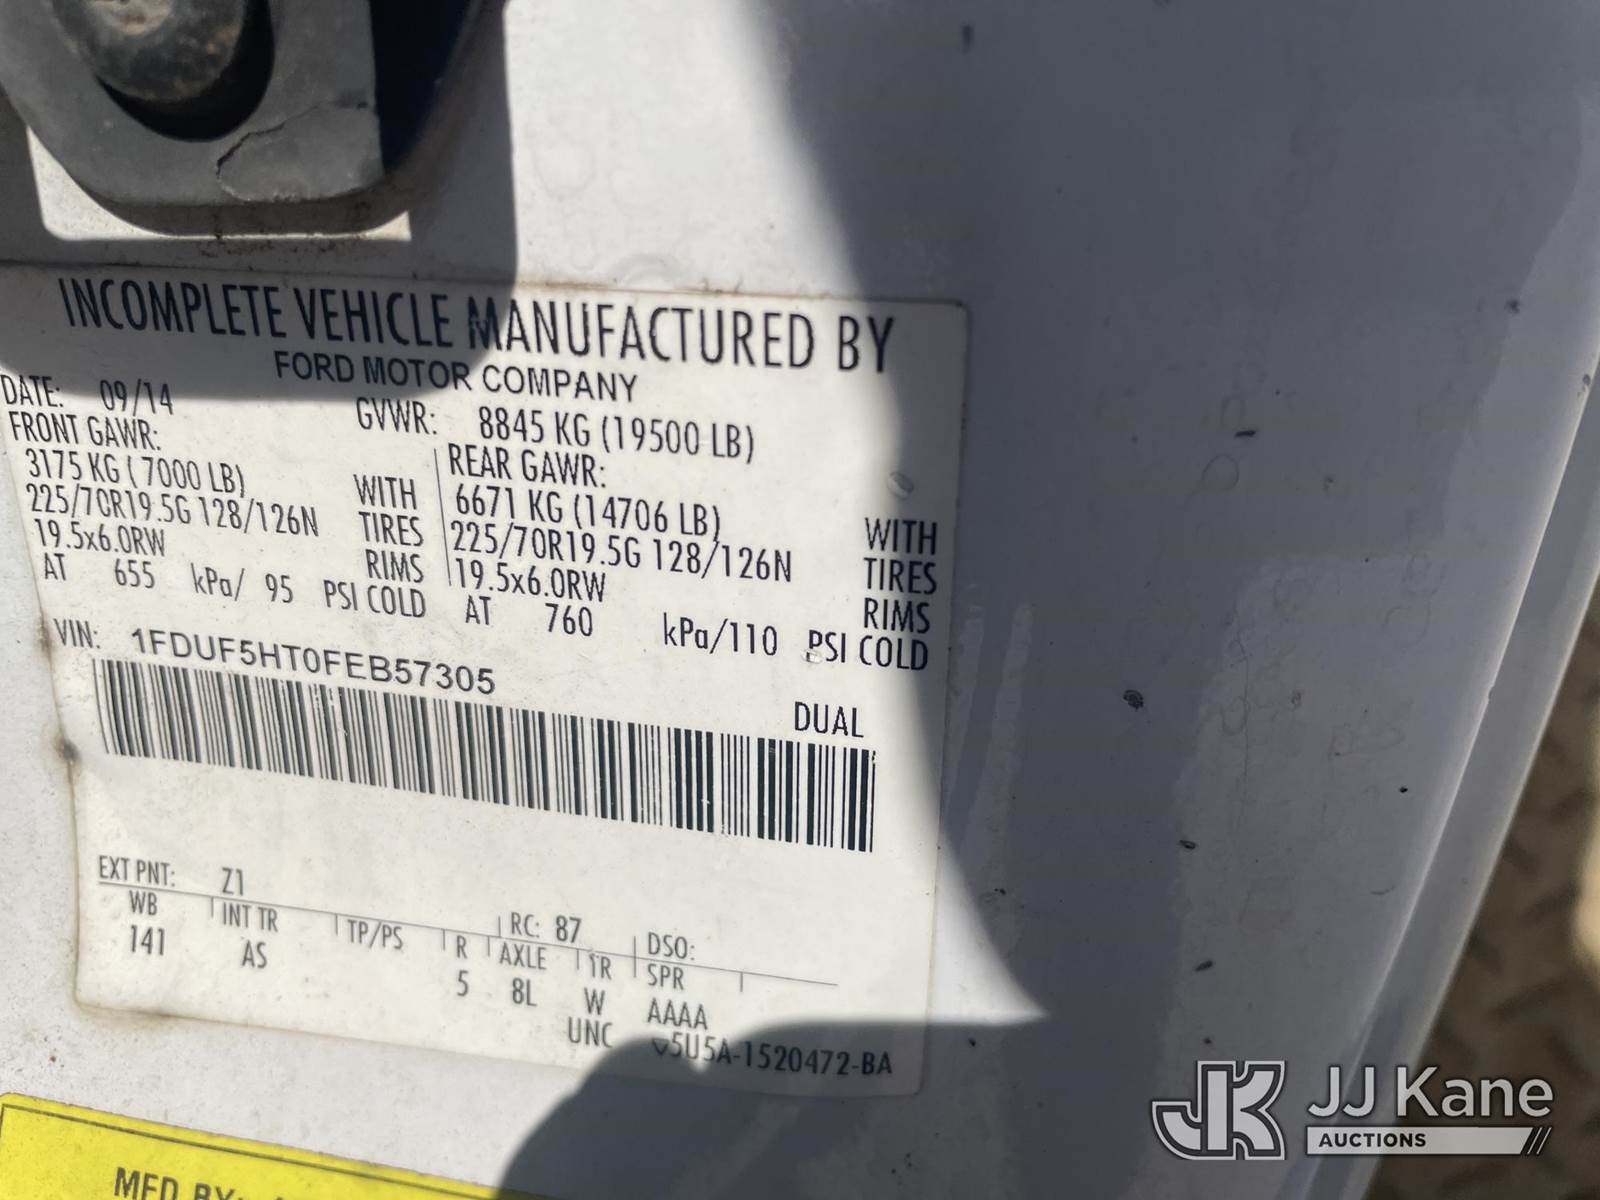 INCOMPLETE VEHICLE MANUFACTURED BY
FORD MOTOR COMPANY
DATE: 09/14 GVWR: 8845 KG (19500 LB)
FRONT GAWR: REAR GAWR:
3175 KG (7000 LB) WITH 6671 KG (14706 LB) WITH
225/70R19.5G 128/126N TIRES 225/70R19.5G 128/126N TIRES
19.5x6.0RW RIMS 19.5x6.0RW RIMS
AT 655 kPa/ 95 PSI COLD AT 760 kPa/110 PSI COLD
VIN: 1FDUF5HT0FEB57305
DUAL
EXT PNT: Z1 RC: 87 DSO:
WB INT TR TP/PS R AXLE TR SPR
141 AS 5 8L W AAAA
UNC ▽5U5A-1520472-BA
MFD BY:
JK JJ Kane
AUCTIONS